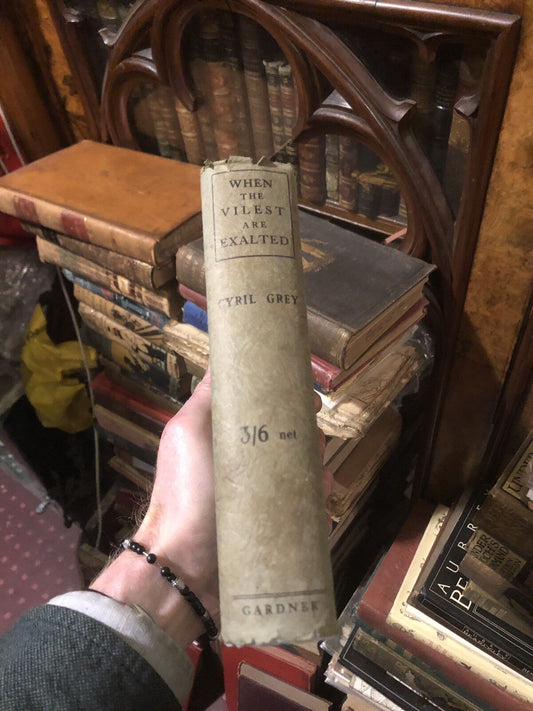 WHEN
THE
VILEST
ARE
EXALTED
CYRIL GREY
3/6 net
GARDNER